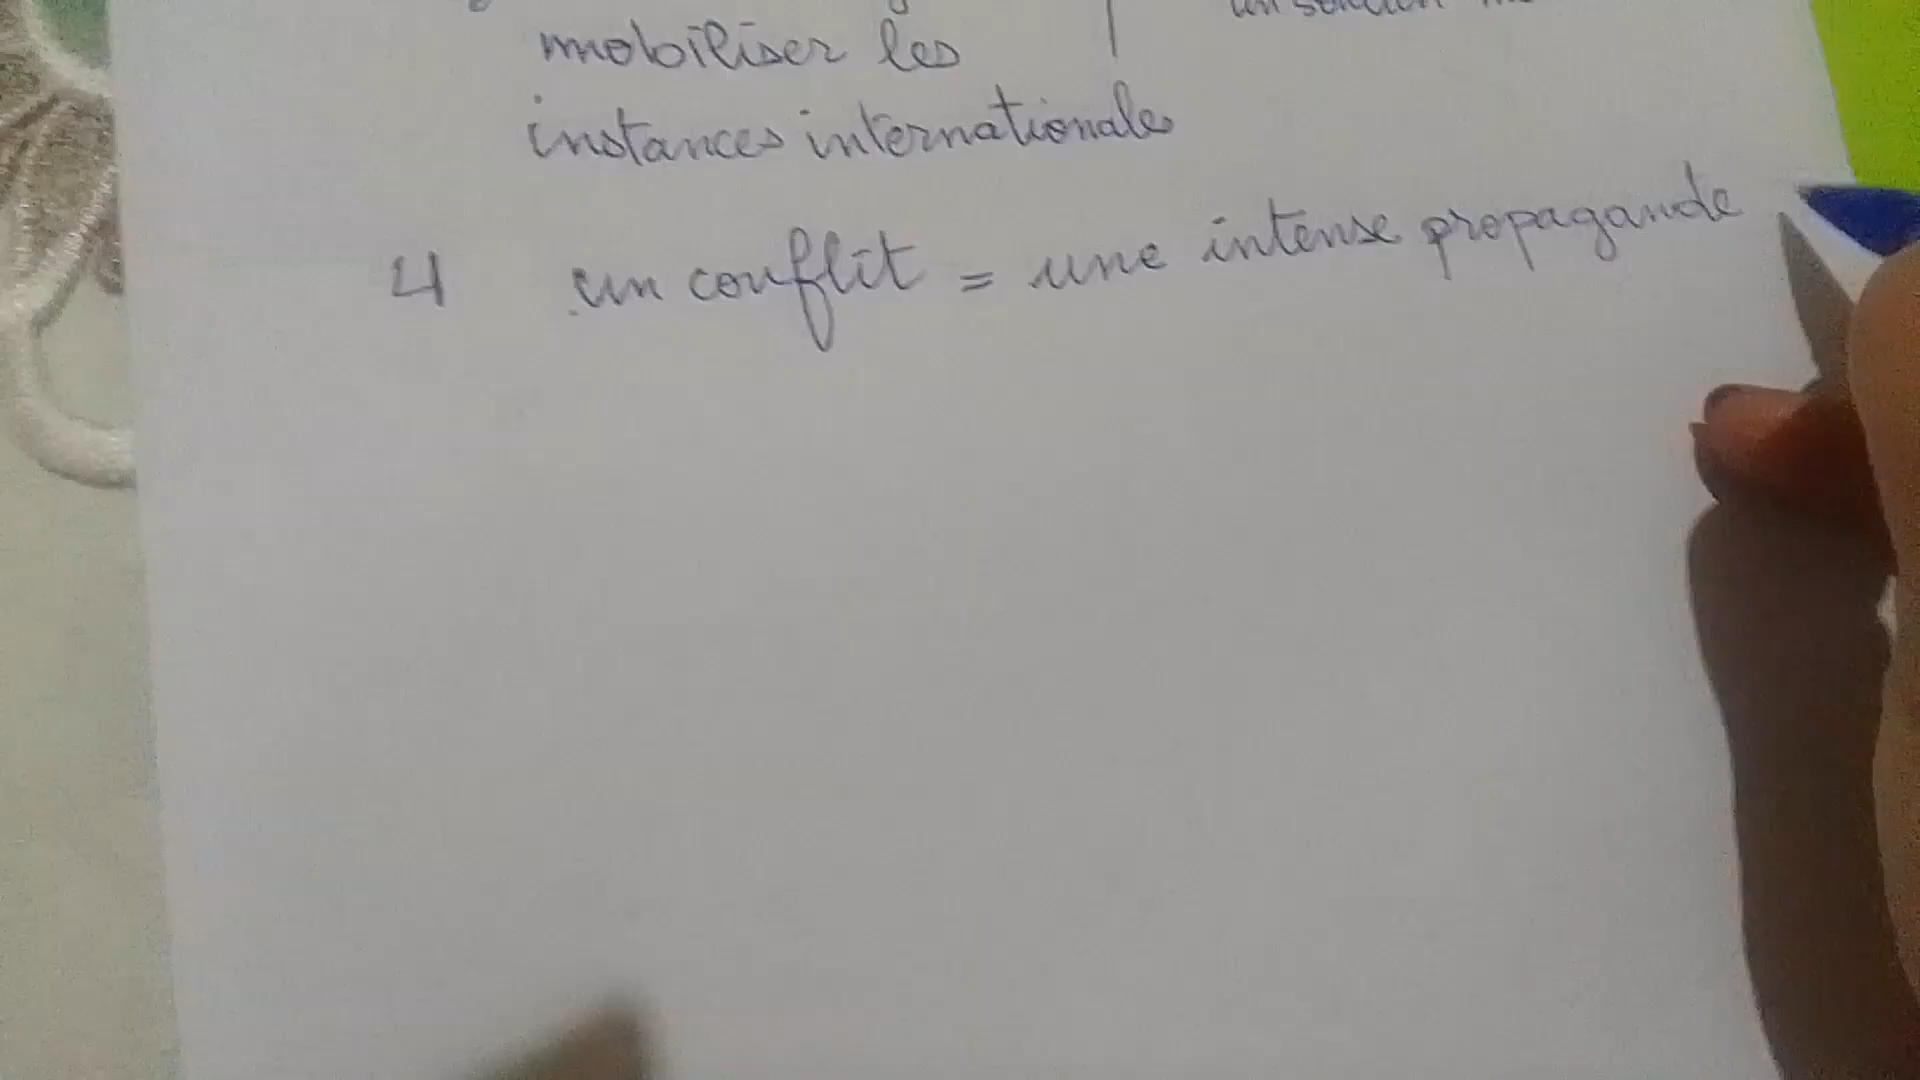 mobiliser les
instances internationales
4 un conflit = une intense propagande